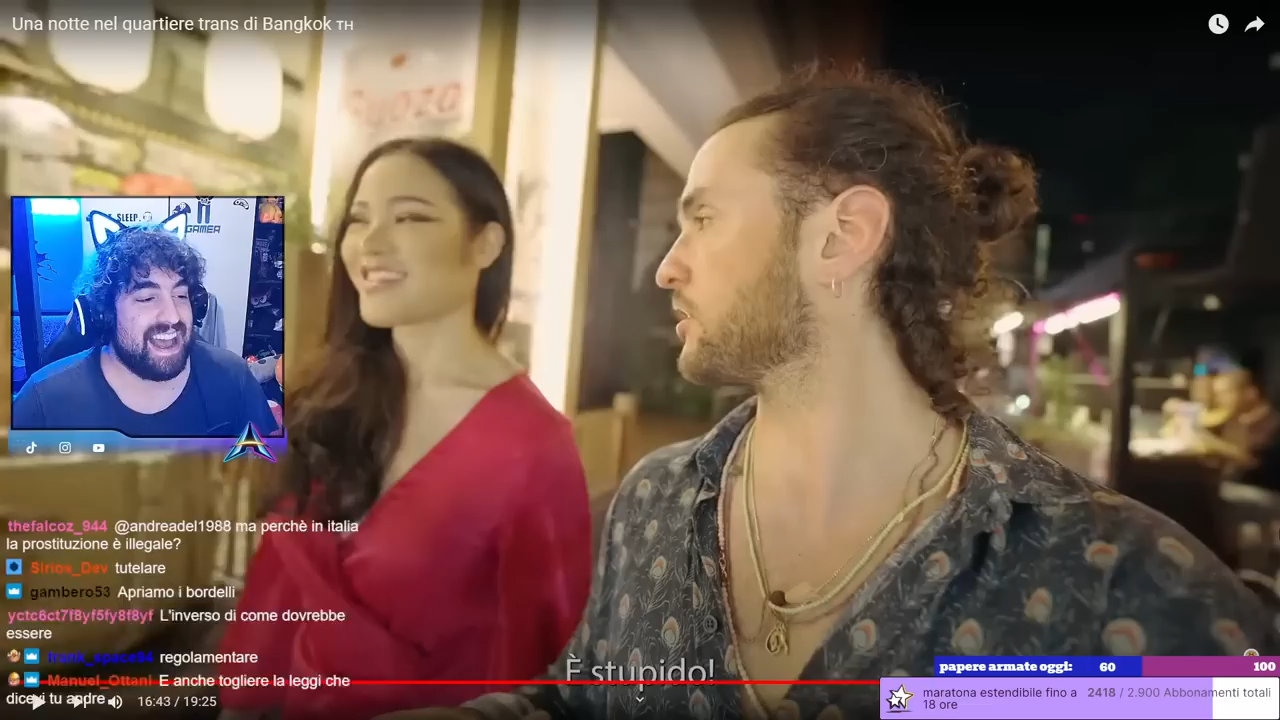 Una notte nel quartiere trans di Bangkok TH
Gyoza
SLEEP
GAMER
thefalcoz_944 @andreadel1988 ma perchè in italia
la prostituzione è illegale?
Sirios_Dev tutelare
gambero53 Apriamo i bordelli
yctc6ct7f8yf5fy8f8yf L'inverso di come dovrebbe
essere
frank_space94 regolamentare
Manuel_Ottani E anche togliere la leggi che
dicevi tu andre
È stupido!
16:43 / 19:25
papere armate oggi: 60 100
maratona estendibile fino a 18 ore
2418 / 2.900 Abbonamenti totali